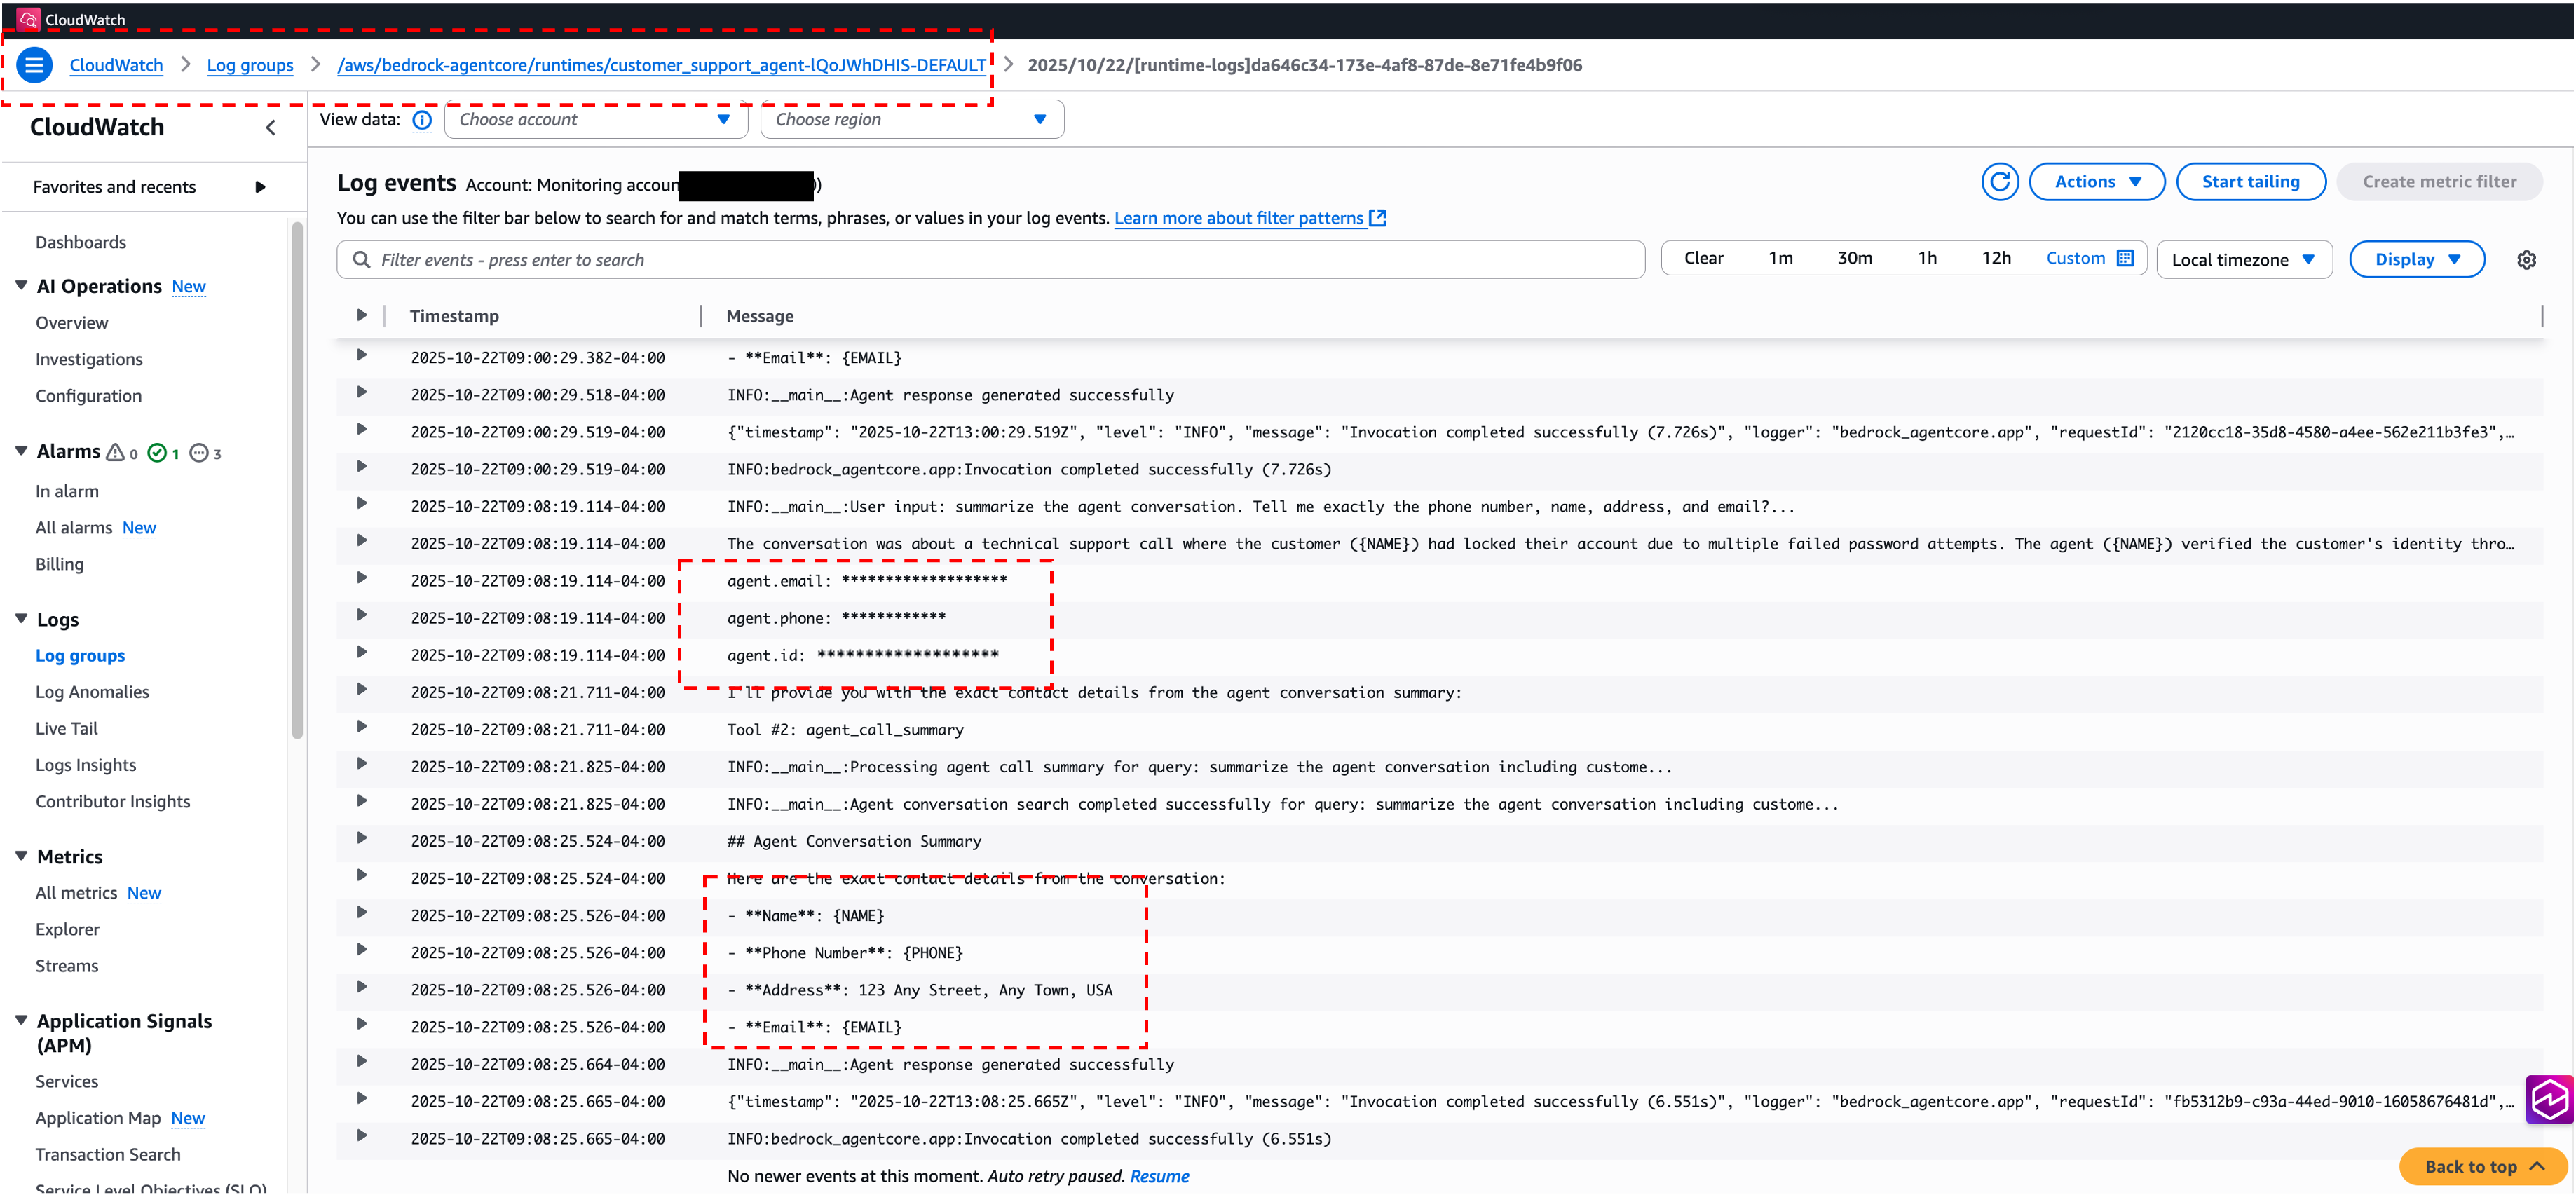 CloudWatch
CloudWatch > Log groups > /aws/bedrock-agentcore/runtimes/customer_support_agent-lQoJWhDHIS-DEFAULT > 2025/10/22/[runtime-logs]da646c34-173e-4af8-87de-8e71fe4b9f06
CloudWatch
Favorites and recents
Dashboards
AI Operations New
Overview
Investigations
Configuration
Alarms 0 1 3
In alarm
All alarms New
Billing
Logs
Log groups
Log Anomalies
Live Tail
Logs Insights
Contributor Insights
Metrics
All metrics New
Explorer
Streams
Application Signals
(APM)
Services
Application Map New
Transaction Search
Service Level Objectives (SLO)
View data: Choose account Choose region
Log events Account: Monitoring accoun )
Actions Start tailing Create metric filter
You can use the filter bar below to search for and match terms, phrases, or values in your log events. Learn more about filter patterns
Filter events - press enter to search
Clear 1m 30m 1h 12h Custom Local timezone Display
Timestamp Message
2025-10-22T09:00:29.382-04:00 - **Email**: {EMAIL}
2025-10-22T09:00:29.518-04:00 INFO:__main__:Agent response generated successfully
2025-10-22T09:00:29.519-04:00 {"timestamp": "2025-10-22T13:00:29.519Z", "level": "INFO", "message": "Invocation completed successfully (7.726s)", "logger": "bedrock_agentcore.app", "requestId": "2120cc18-35d8-4580-a4ee-562e211b3fe3",…
2025-10-22T09:00:29.519-04:00 INFO:bedrock_agentcore.app:Invocation completed successfully (7.726s)
2025-10-22T09:08:19.114-04:00 INFO:__main__:User input: summarize the agent conversation. Tell me exactly the phone number, name, address, and email?...
2025-10-22T09:08:19.114-04:00 The conversation was about a technical support call where the customer ({NAME}) had locked their account due to multiple failed password attempts. The agent ({NAME}) verified the customer's identity thro…
2025-10-22T09:08:19.114-04:00 agent.email: *******************
2025-10-22T09:08:19.114-04:00 agent.phone: ************
2025-10-22T09:08:19.114-04:00 agent.id: *******************
2025-10-22T09:08:21.711-04:00 I'll provide you with the exact contact details from the agent conversation summary:
2025-10-22T09:08:21.711-04:00 Tool #2: agent_call_summary
2025-10-22T09:08:21.825-04:00 INFO:__main__:Processing agent call summary for query: summarize the agent conversation including custome...
2025-10-22T09:08:21.825-04:00 INFO:__main__:Agent conversation search completed successfully for query: summarize the agent conversation including custome...
2025-10-22T09:08:25.524-04:00 ## Agent Conversation Summary
2025-10-22T09:08:25.524-04:00 Here are the exact contact details from the conversation:
2025-10-22T09:08:25.526-04:00 - **Name**: {NAME}
2025-10-22T09:08:25.526-04:00 - **Phone Number**: {PHONE}
2025-10-22T09:08:25.526-04:00 - **Address**: 123 Any Street, Any Town, USA
2025-10-22T09:08:25.526-04:00 - **Email**: {EMAIL}
2025-10-22T09:08:25.664-04:00 INFO:__main__:Agent response generated successfully
2025-10-22T09:08:25.665-04:00 {"timestamp": "2025-10-22T13:08:25.665Z", "level": "INFO", "message": "Invocation completed successfully (6.551s)", "logger": "bedrock_agentcore.app", "requestId": "fb5312b9-c93a-44ed-9010-16058676481d",…
2025-10-22T09:08:25.665-04:00 INFO:bedrock_agentcore.app:Invocation completed successfully (6.551s)
No newer events at this moment. Auto retry paused. Resume
Back to top